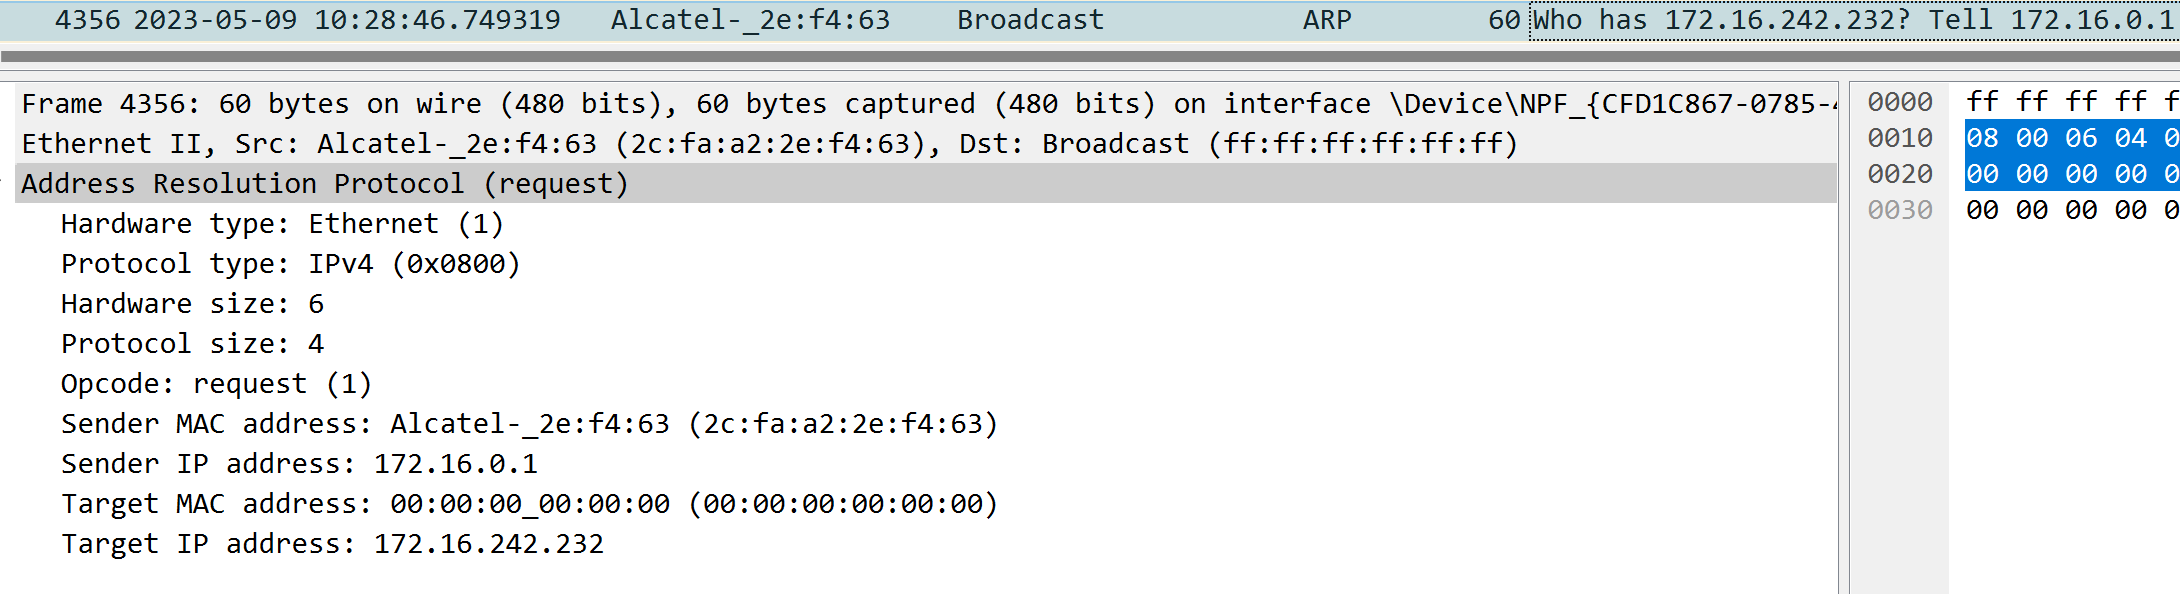 4356 2023-05-09 10:28:46.749319 Alcatel-_2e:f4:63 Broadcast ARP 60 Who has 172.16.242.232? Tell 172.16.0.1
Frame 4356: 60 bytes on wire (480 bits), 60 bytes captured (480 bits) on interface \Device\NPF_{CFD1C867-0785-
Ethernet II, Src: Alcatel-_2e:f4:63 (2c:fa:a2:2e:f4:63), Dst: Broadcast (ff:ff:ff:ff:ff:ff)
Address Resolution Protocol (request)
Hardware type: Ethernet (1)
Protocol type: IPv4 (0x0800)
Hardware size: 6
Protocol size: 4
Opcode: request (1)
Sender MAC address: Alcatel-_2e:f4:63 (2c:fa:a2:2e:f4:63)
Sender IP address: 172.16.0.1
Target MAC address: 00:00:00_00:00:00 (00:00:00:00:00:00)
Target IP address: 172.16.242.232
0000 ff ff ff ff f
0010 08 00 06 04 0
0020 00 00 00 00 0
0030 00 00 00 00 0